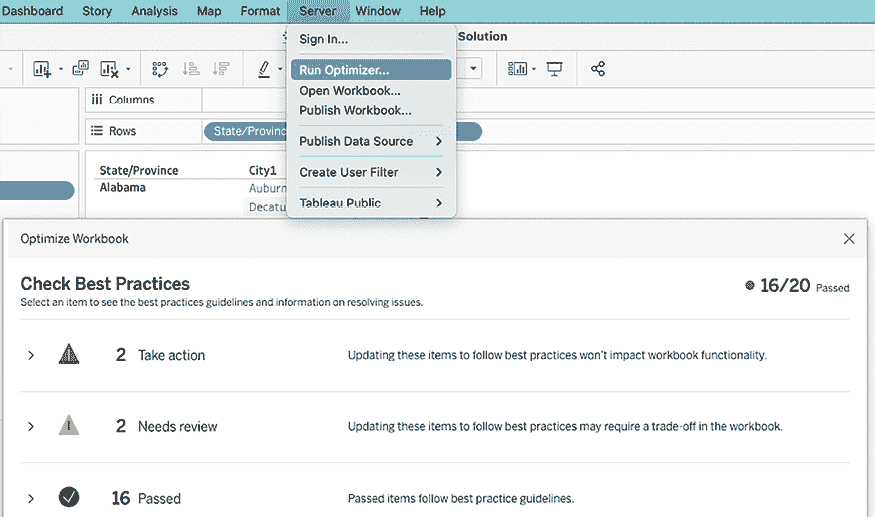 Dashboard Story Analysis Map Format Server Window Help
Sign In... Solution
Run Optimizer...
Open Workbook...
Columns
Publish Workbook...
Rows State/Provinc
Publish Data Source
State/Province City1
Create User Filter
Alabama Auburn
Tableau Public
Decatu
Optimize Workbook
Check Best Practices 16/20 Passed
Select an item to see the best practices guidelines and information on resolving issues.
2 Take action Updating these items to follow best practices won't impact workbook functionality.
2 Needs review Updating these items to follow best practices may require a trade-off in the workbook.
16 Passed Passed items follow best practice guidelines.